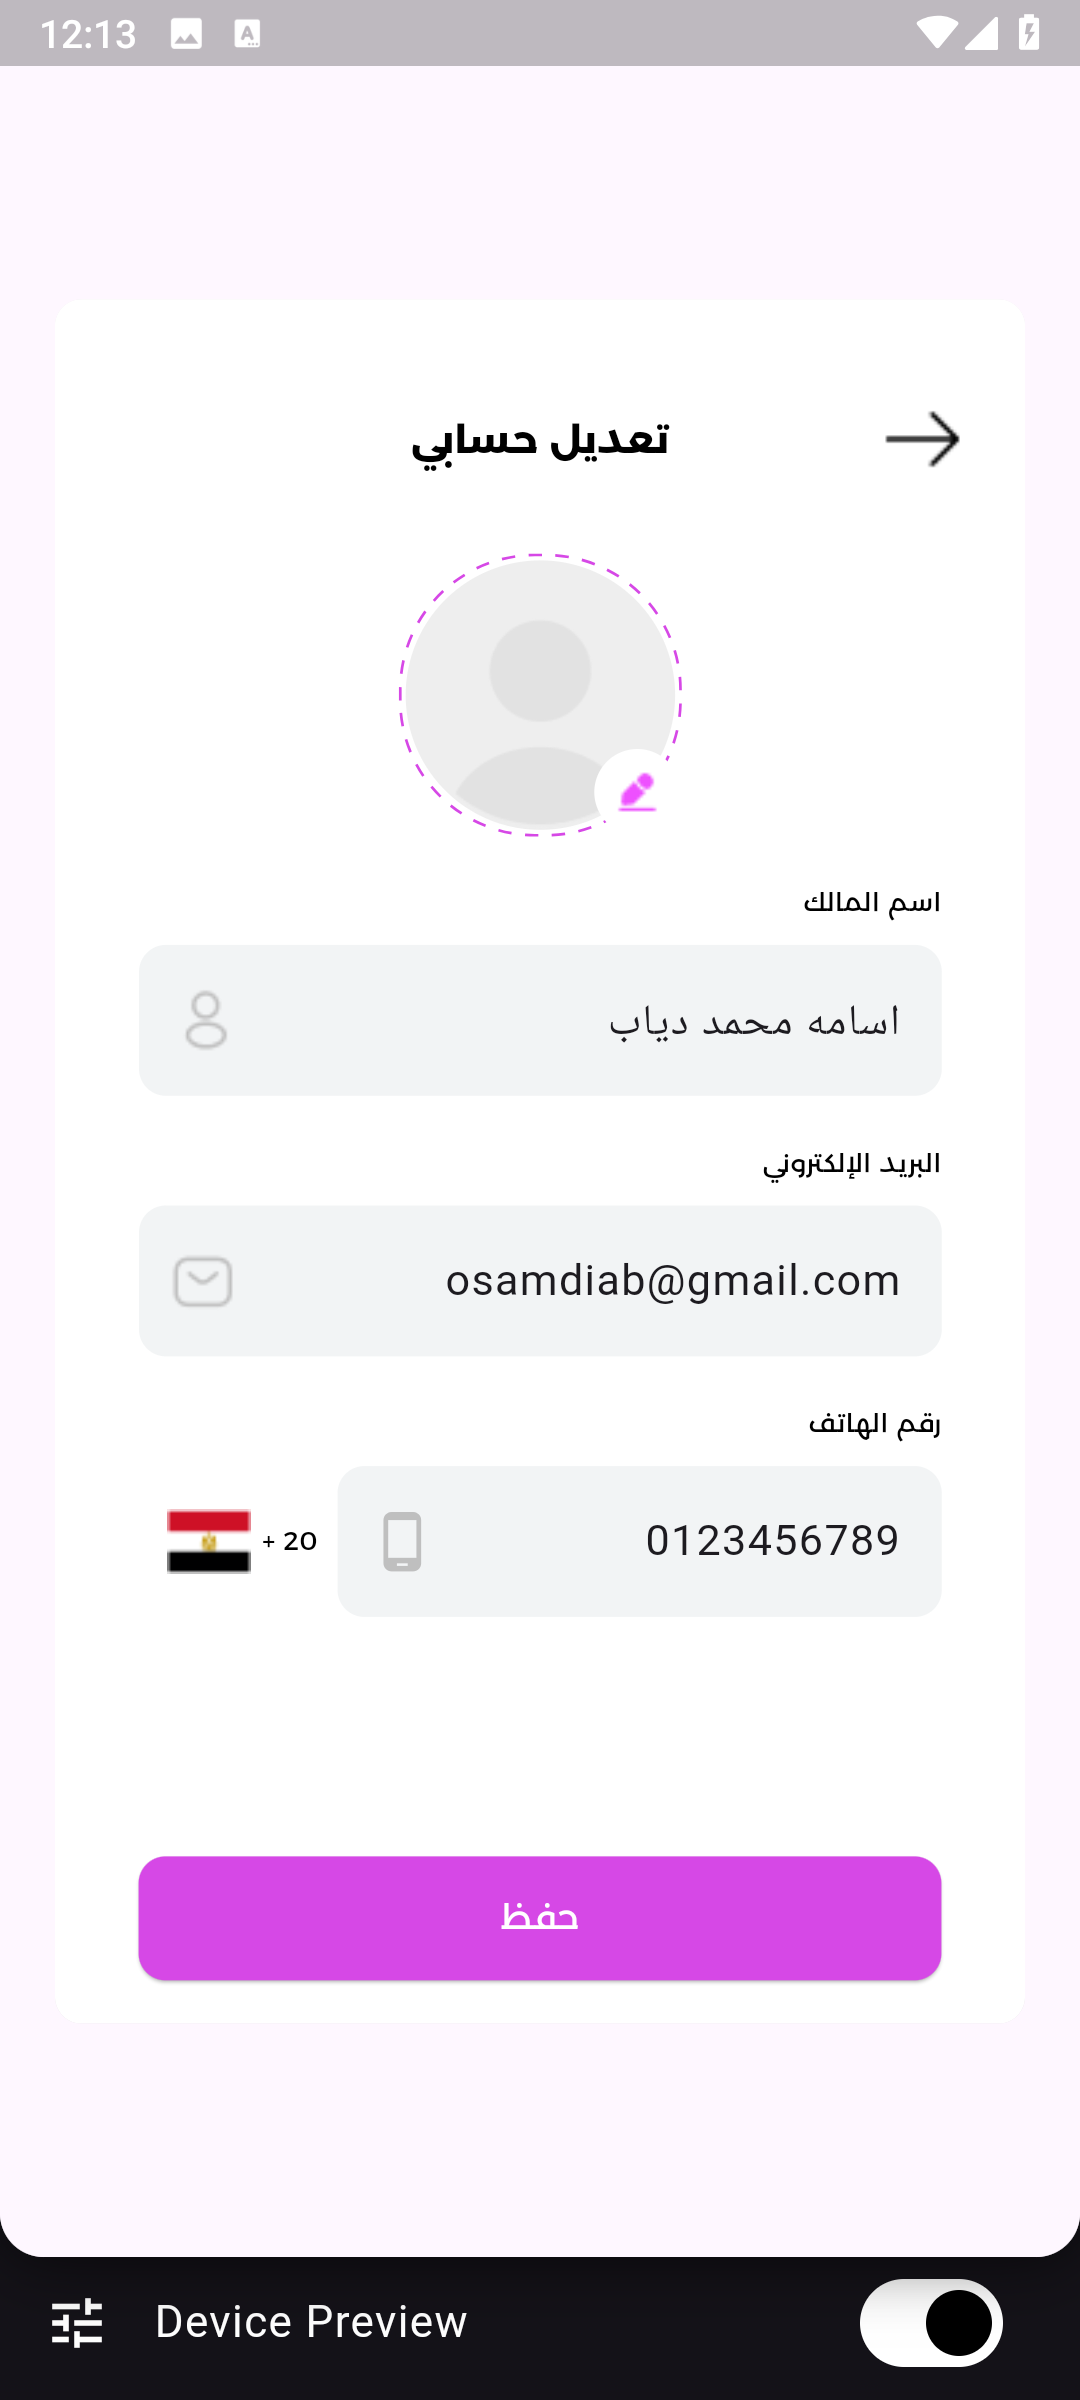 12:13
تعديل حسابي
اسم المالك
اسامه محمد دياب
البريد الإلكتروني
osamdiab@gmail.com
رقم الهاتف
0123456789
+ 20
حفظ
Device Preview